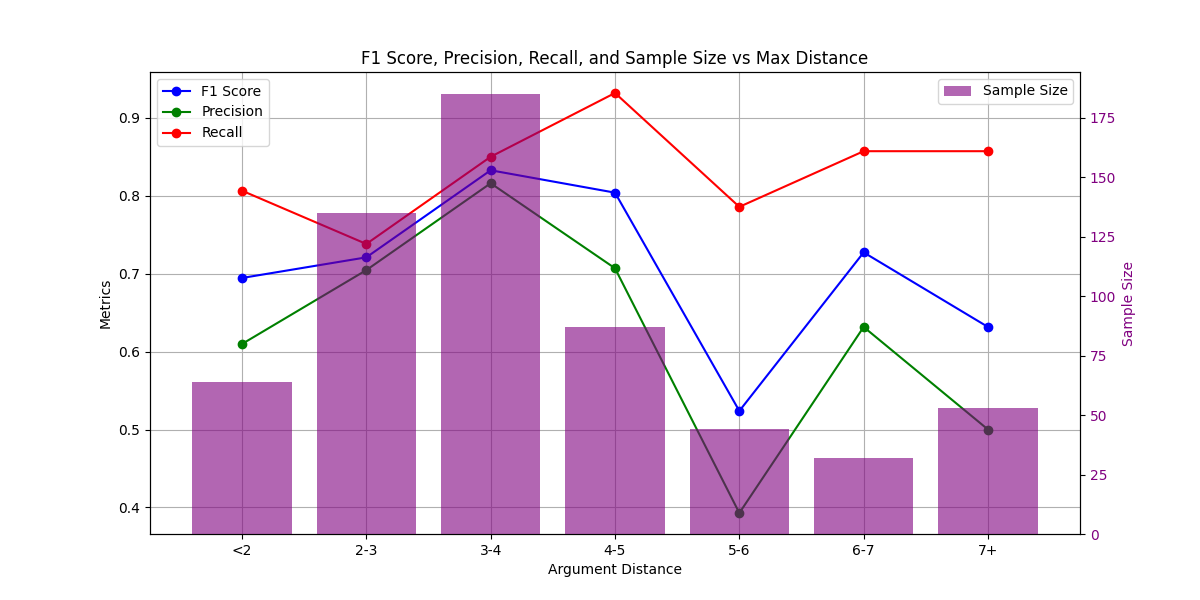 F1 Score, Precision, Recall, and Sample Size vs Max Distance
F1 Score
Precision
Recall
Sample Size
0.9
0.8
0.7
0.6
0.5
0.4
Metrics
175
150
125
100
75
50
25
0
Sample Size
<2
2-3
3-4
4-5
5-6
6-7
7+
Argument Distance